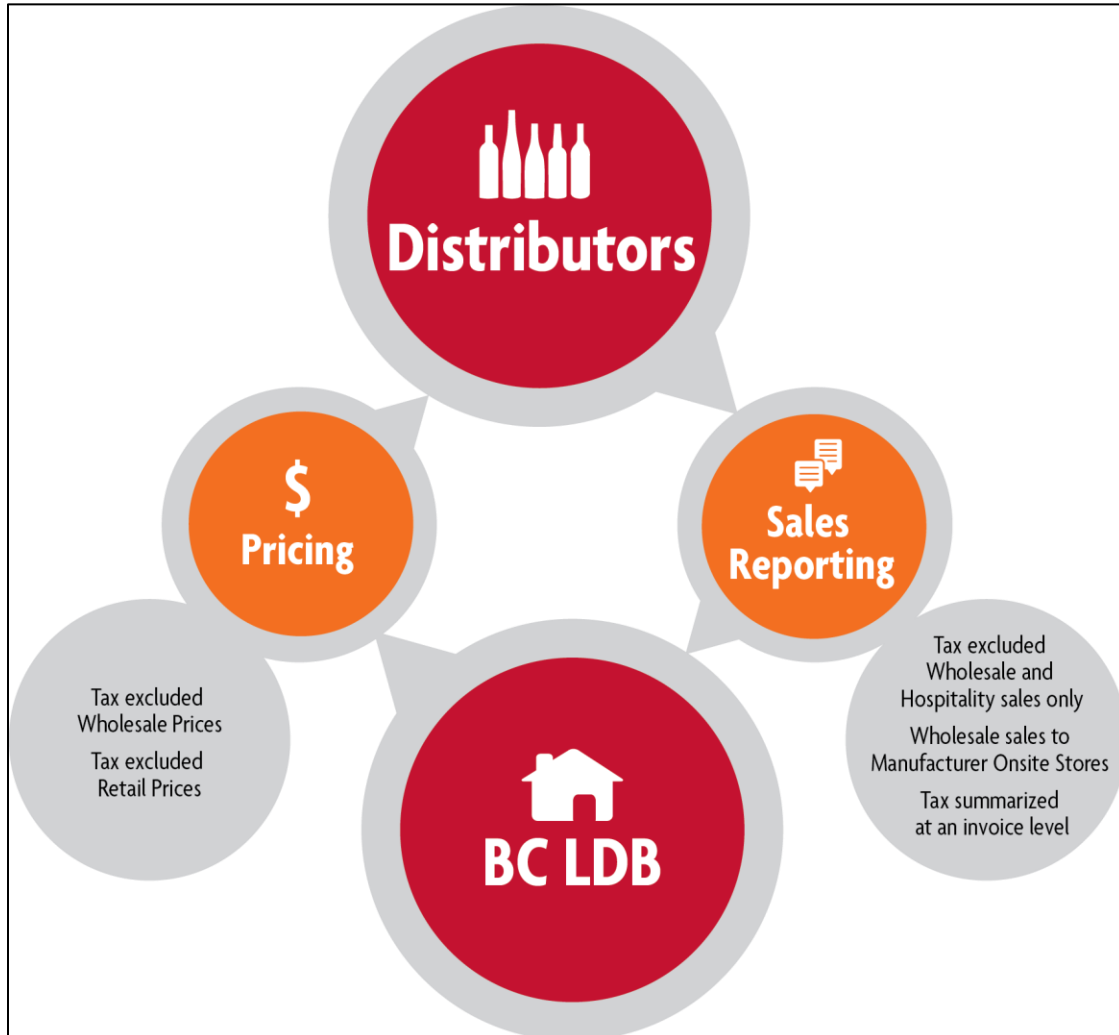 Distributors
$
Pricing
Sales
Reporting
Tax excluded
Wholesale Prices
Tax excluded
Retail Prices
Tax excluded
Wholesale and
Hospitality sales only
Wholesale sales to
Manufacturer Onsite Stores
Tax summarized
at an invoice level
BC LDB